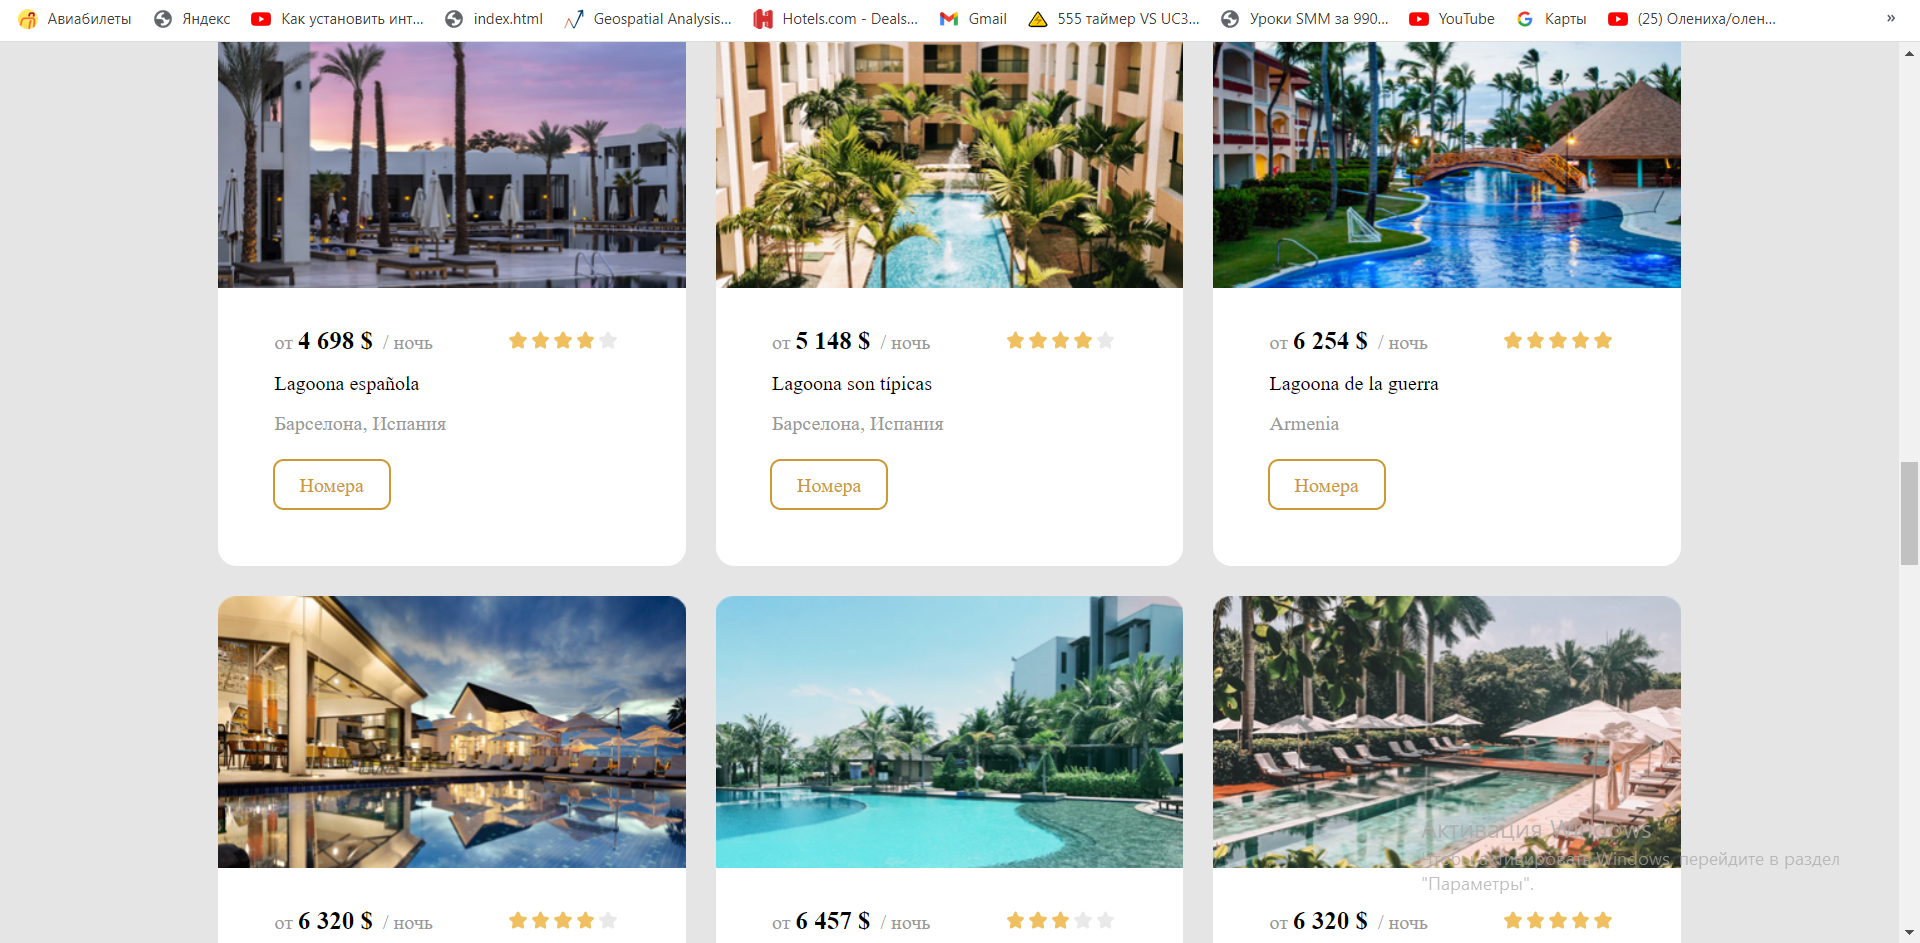 Авиабилеты Яндекс Как установить инт... index.html Geospatial Analysis... Hotels.com - Deals... Gmail 555 таймер VS UC3... Уроки SMM за 990... YouTube Карты (25) Олениха/олен... »
от 4 698 $ / ночь
Lagoona española
Барселона, Испания
Номера
от 5 148 $ / ночь
Lagoona son típicas
Барселона, Испания
Номера
от 6 254 $ / ночь
Lagoona de la guerra
Armenia
Номера
от 6 320 $ / ночь
от 6 457 $ / ночь
от 6 320 $ / ночь
Активация Windows
Чтобы активировать Windows, перейдите в раздел
"Параметры".